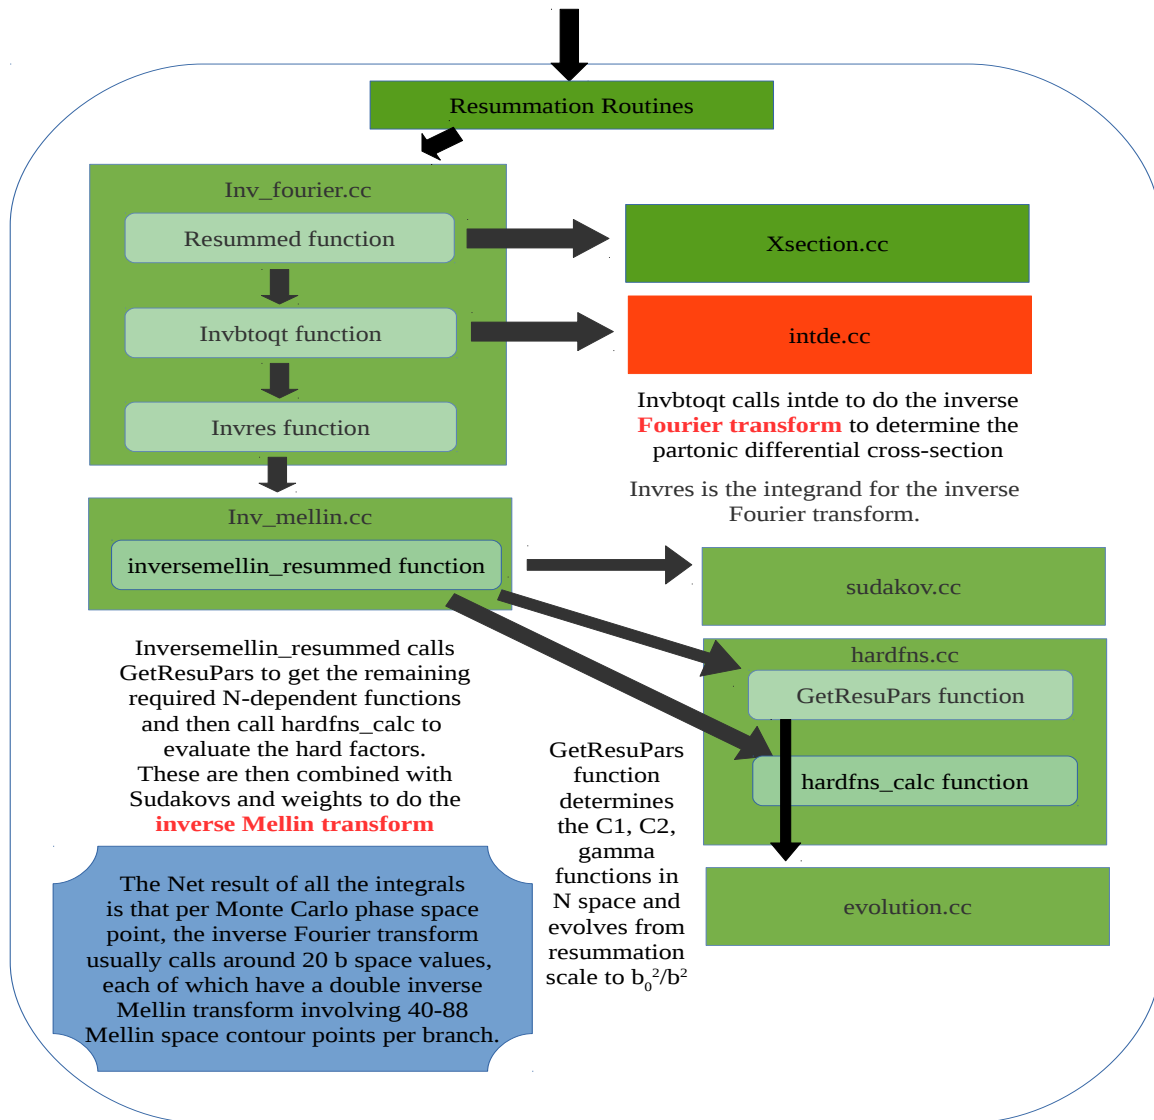 Resummation Routines
Inv_fourier.cc
Resummed function
Xsection.cc
Invbtoqt function
intde.cc
Invres function
Invbtoqt calls intde to do the inverse
Fourier transform to determine the
partonic differential cross-section
Invres is the integrand for the inverse
Fourier transform.
Inv_mellin.cc
inversemellin_resummed function
sudakov.cc
hardfns.cc
GetResuPars function
hardfns_calc function
Inversemellin_resummed calls
GetResuPars to get the remaining
required N-dependent functions
and then call hardfns_calc to
evaluate the hard factors.
These are then combined with
Sudakovs and weights to do the
inverse Mellin transform
GetResuPars
function
determines
the C1, C2,
gamma
functions in
N space and
evolves from
resummation
scale to b₀²/b²
evolution.cc
The Net result of all the integrals
is that per Monte Carlo phase space
point, the inverse Fourier transform
usually calls around 20 b space values,
each of which have a double inverse
Mellin transform involving 40-88
Mellin space contour points per branch.